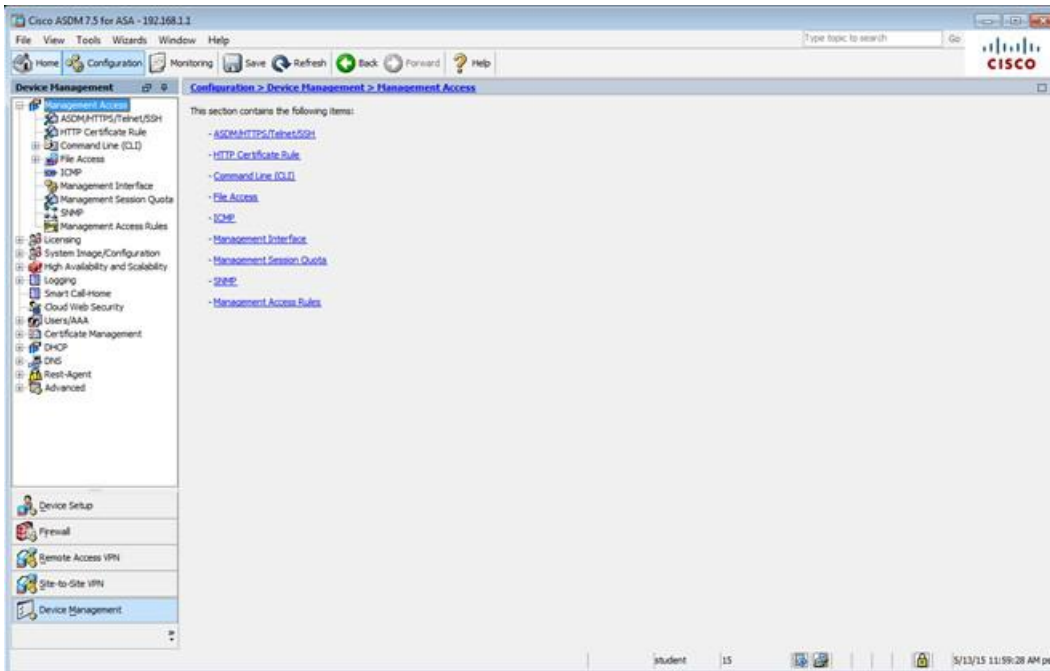 Cisco ASDM 7.5 for ASA - 192.168.1.1
File View Tools Wizards Window Help
Type topic to search Go
Home Configuration Monitoring Save Refresh Back Forward Help
CISCO
Device Management
Configuration > Device Management > Management Access
Management Access
ASDM/HTTPS/Telnet/SSH
HTTP Certificate Rule
Command Line (CLI)
File Access
ICMP
Management Interface
Management Session Quota
SNMP
Management Access Rules
Licensing
System Image/Configuration
High Availability and Scalability
Logging
Smart Call-Home
Cloud Web Security
Users/AAA
Certificate Management
DHCP
DNS
Rest-Agent
Advanced
This section contains the following items:
- ASDM/HTTPS/Telnet/SSH
- HTTP Certificate Rule
- Command Line (CLI)
- File Access
- ICMP
- Management Interface
- Management Session Quota
- SNMP
- Management Access Rules
Device Setup
Firewall
Remote Access VPN
Site-to-Site VPN
Device Management
student 15 5/13/15 11:59:28 AM